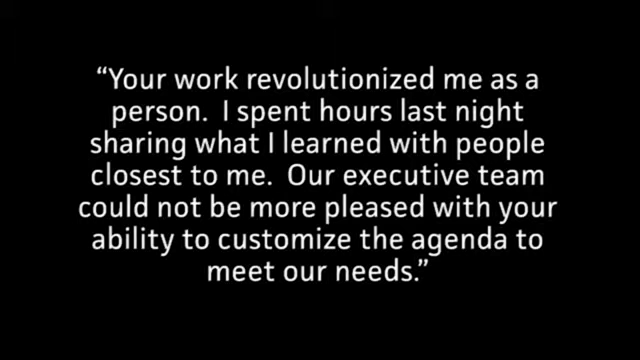 “Your work revolutionized me as a
person.  I spent hours last night
sharing what I learned with people
closest to me.  Our executive team
could not be more pleased with your
ability to customize the agenda to
meet our needs.”